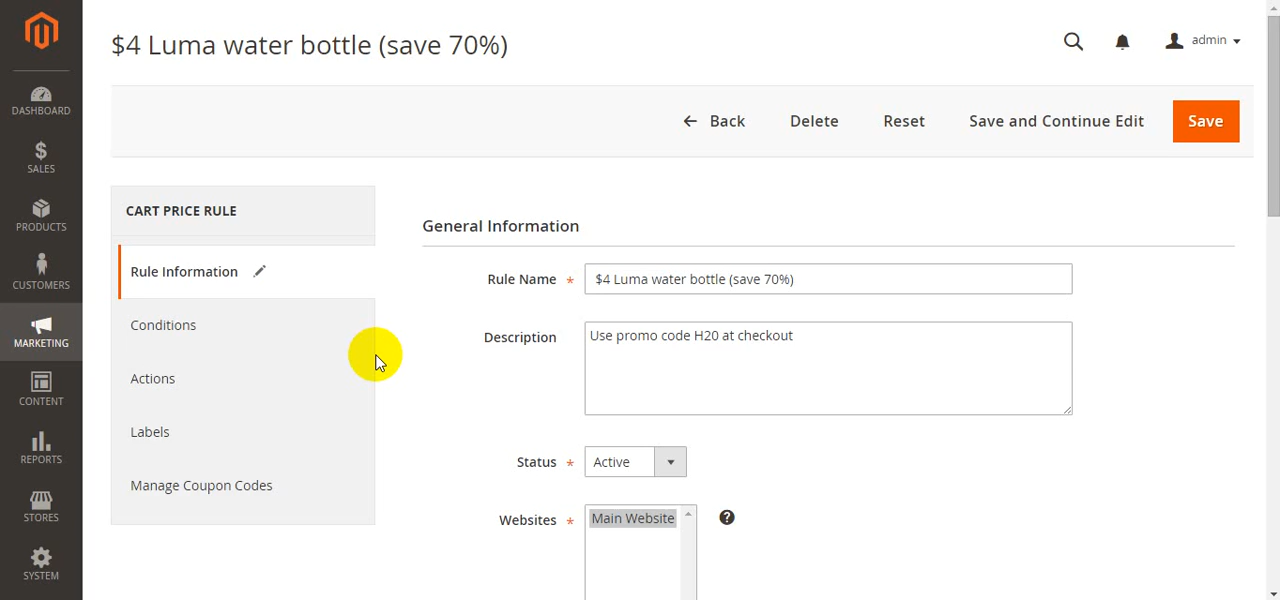 $4 Luma water bottle (save 70%)
admin
← Back Delete Reset Save and Continue Edit Save
DASHBOARD
SALES
PRODUCTS
CUSTOMERS
MARKETING
CONTENT
REPORTS
STORES
SYSTEM
CART PRICE RULE
Rule Information
Conditions
Actions
Labels
Manage Coupon Codes
General Information
Rule Name * $4 Luma water bottle (save 70%)
Description Use promo code H20 at checkout
Status * Active
Websites * Main Website ?